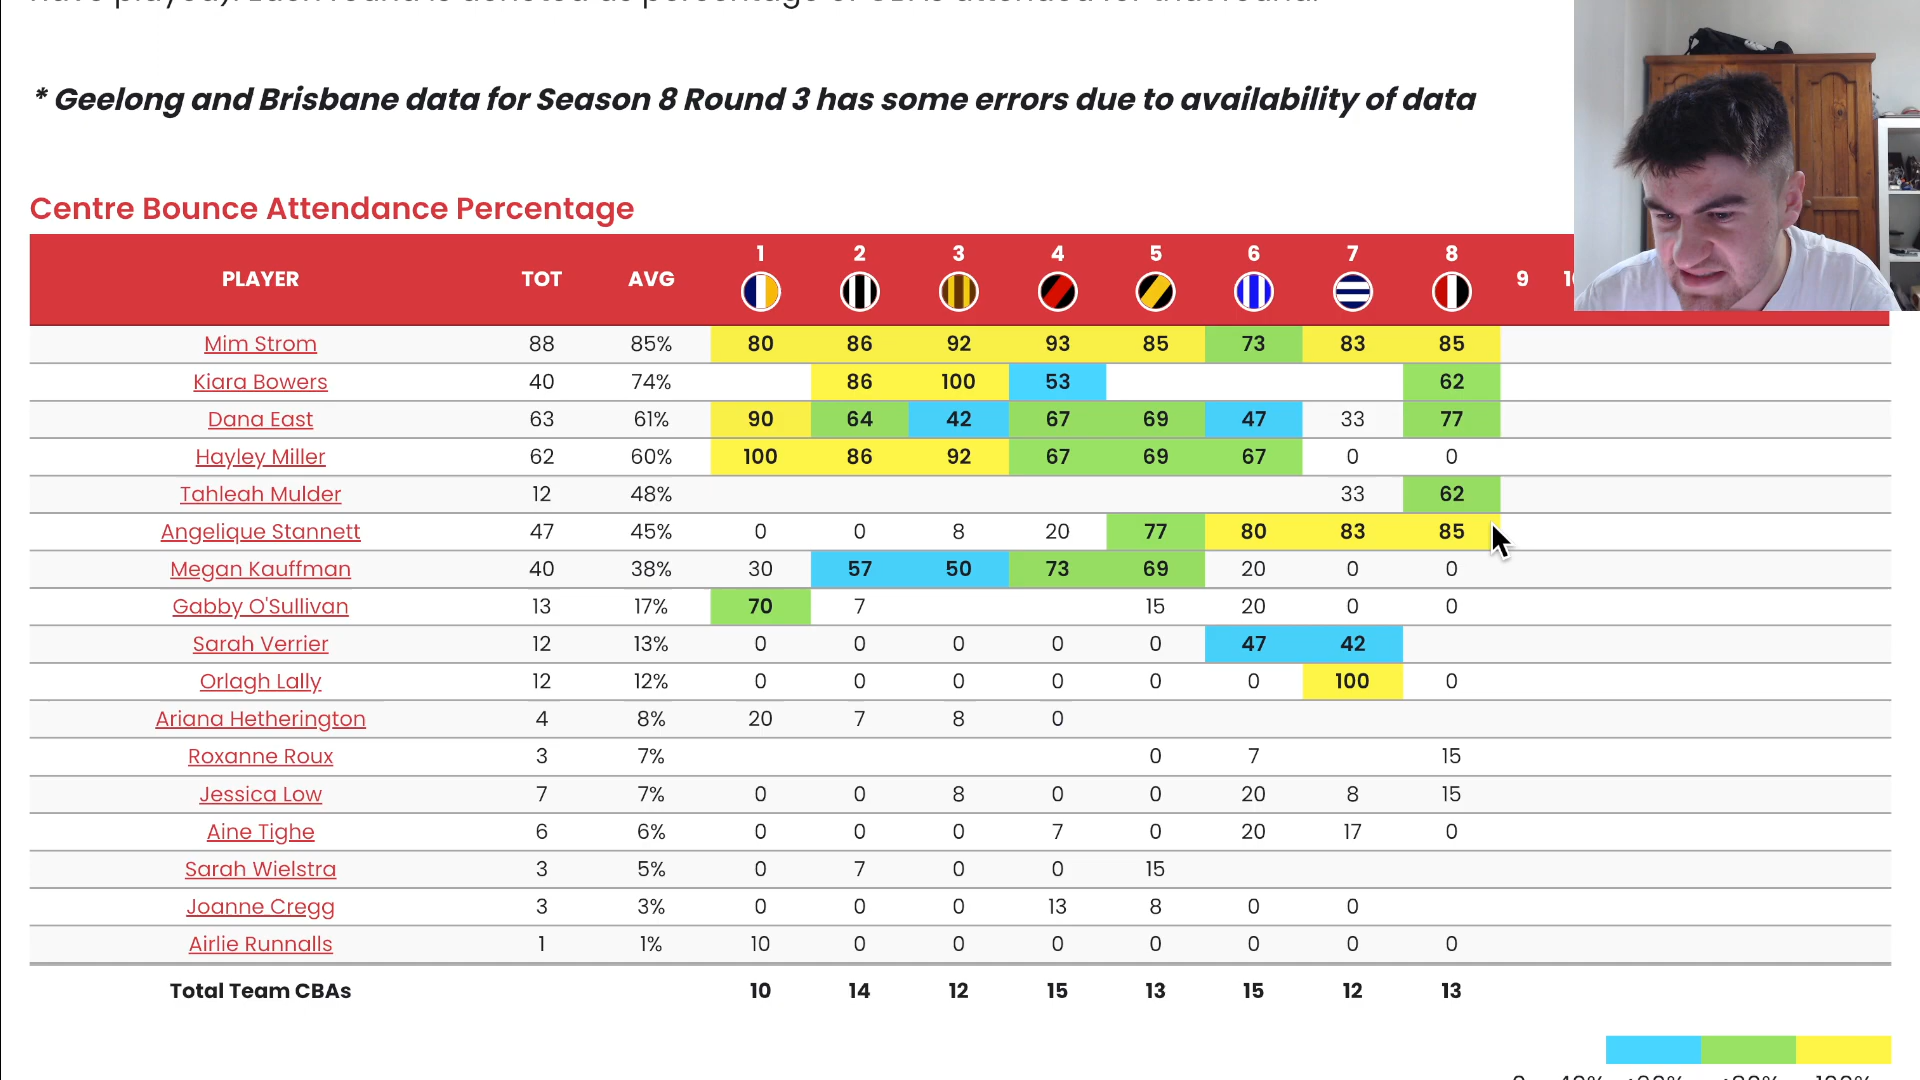 * Geelong and Brisbane data for Season 8 Round 3 has some errors due to availability of data
Centre Bounce Attendance Percentage
PLAYER TOT AVG 1 2 3 4 5 6 7 8 9
Mim Strom 88 85% 80 86 92 93 85 73 83 85
Kiara Bowers 40 74% 86 100 53 62
Dana East 63 61% 90 64 42 67 69 47 33 77
Hayley Miller 62 60% 100 86 92 67 69 67 0 0
Tahleah Mulder 12 48% 33 62
Angelique Stannett 47 45% 0 0 8 20 77 80 83 85
Megan Kauffman 40 38% 30 57 50 73 69 20 0 0
Gabby O'Sullivan 13 17% 70 7 15 20 0 0
Sarah Verrier 12 13% 0 0 0 0 0 47 42
Orlagh Lally 12 12% 0 0 0 0 0 0 100 0
Ariana Hetherington 4 8% 20 7 8 0
Roxanne Roux 3 7% 0 7 15
Jessica Low 7 7% 0 0 8 0 0 20 8 15
Aine Tighe 6 6% 0 0 0 7 0 20 17 0
Sarah Wielstra 3 5% 0 7 0 0 15
Joanne Cregg 3 3% 0 0 0 13 8 0 0
Airlie Runnalls 1 1% 10 0 0 0 0 0 0 0
Total Team CBAs 10 14 12 15 13 15 12 13